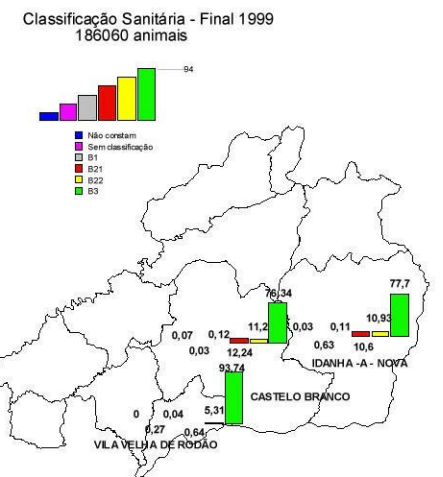 Classificação Sanitária - Final 1999
186060 animais
94
Não constam
Sem classificação
B1
B21
B22
B3
76,34
77,7
0,07
0,12
11,2
0,03
0,11
10,93
0,03
12,24
0,63
10,6
IDANHA -A - NOVA
93,74
CASTELO BRANCO
0
0,04
5,31
0,27
0,64
VILA VELHA DE RODÃO